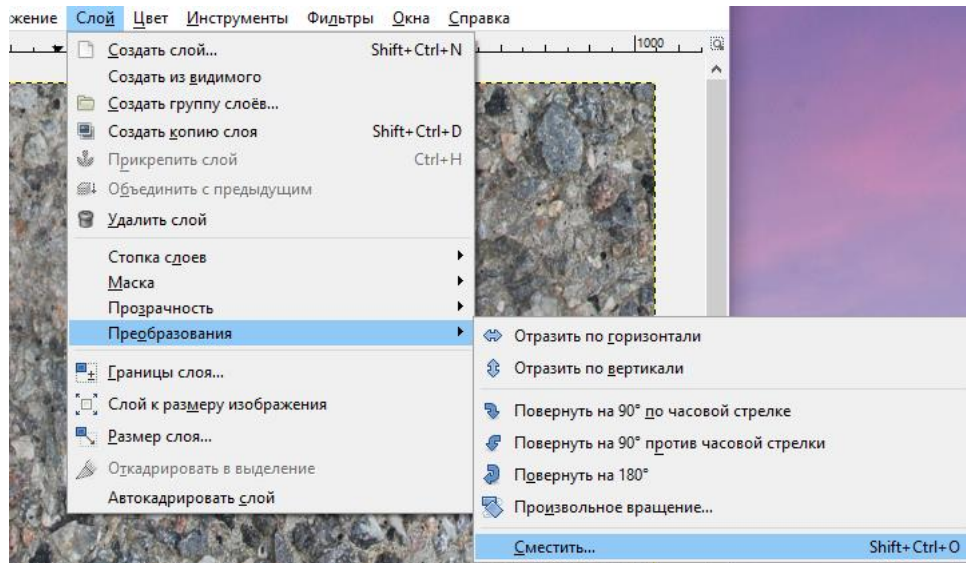 жение Слой Цвет Инструменты Фильтры Окна Справка
1000
Создать слой... Shift+Ctrl+N
Создать из видимого
Создать группу слоёв...
Создать копию слоя Shift+Ctrl+D
Прикрепить слой Ctrl+H
Объединить с предыдущим
Удалить слой
Стопка слоев
Маска
Прозрачность
Преобразования
Границы слоя...
Слой к размеру изображения
Размер слоя...
Откадрировать в выделение
Автокадрировать слой
Отразить по горизонтали
Отразить по вертикали
Повернуть на 90° по часовой стрелке
Повернуть на 90° против часовой стрелки
Повернуть на 180°
Произвольное вращение...
Сместить... Shift+Ctrl+O